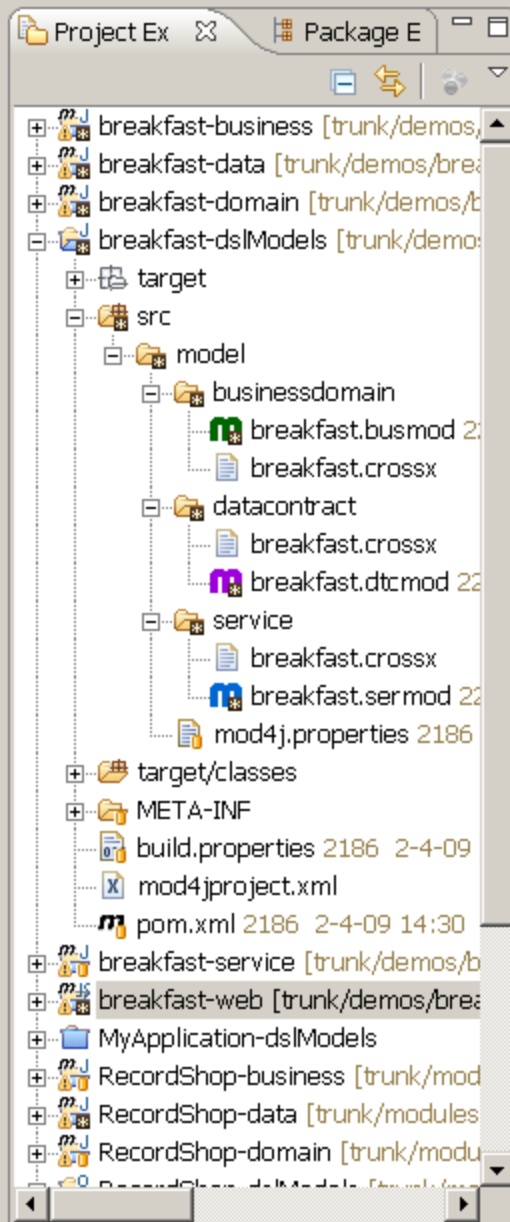 Project Ex Package E
breakfast-business [trunk/demos/
breakfast-data [trunk/demos/brea
breakfast-domain [trunk/demos/b
breakfast-dslModels [trunk/demo
target
src
model
businessdomain
breakfast.busmod 2
breakfast.crossx
datacontract
breakfast.crossx
breakfast.dtcmod 22
service
breakfast.crossx
breakfast.sermod 22
mod4j.properties 2186
target/classes
META-INF
build.properties 2186 2-4-09
mod4jproject.xml
pom.xml 2186 2-4-09 14:30
breakfast-service [trunk/demos/b
breakfast-web [trunk/demos/brea
MyApplication-dslModels
RecordShop-business [trunk/mod
RecordShop-data [trunk/modules
RecordShop-domain [trunk/modu